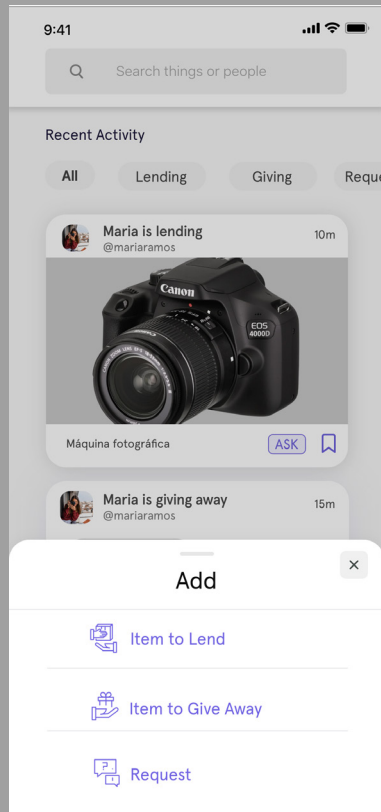 9:41
Search things or people
Recent Activity
All Lending Giving Reque
Maria is lending
@mariaramos
10m
Canon
EOS
4000D
Máquina fotográfica
ASK
Maria is giving away
@mariaramos
15m
Add
Item to Lend
Item to Give Away
Request